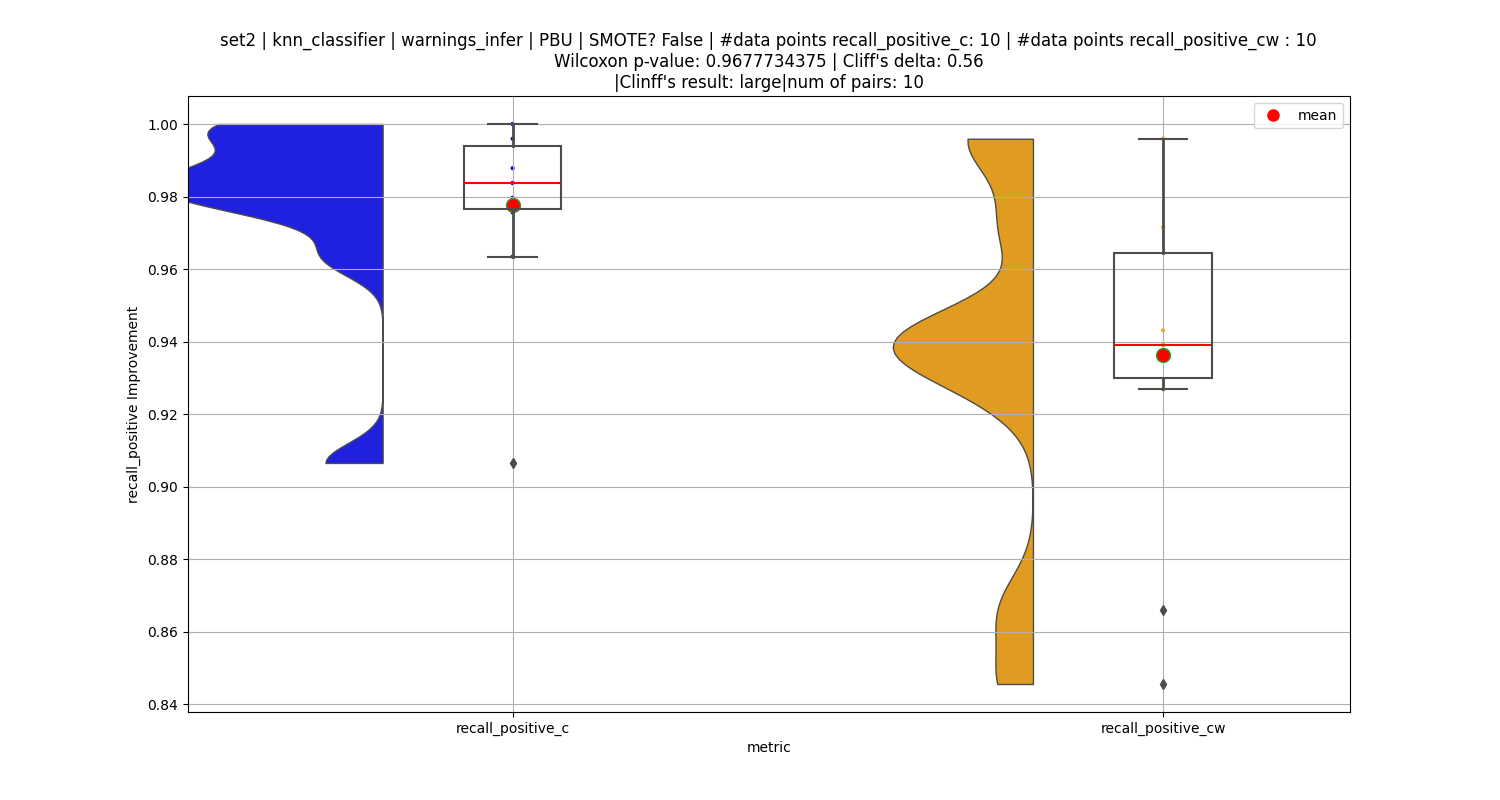 set2 | knn_classifier | warnings_infer | PBU | SMOTE? False | #data points recall_positive_c: 10 | #data points recall_positive_cw : 10
Wilcoxon p-value: 0.9677734375 | Cliff's delta: 0.56
|Clinff's result: large|num of pairs: 10
mean
1.00
0.98
0.96
0.94
0.92
0.90
0.88
0.86
0.84
recall_positive Improvement
recall_positive_c
recall_positive_cw
metric